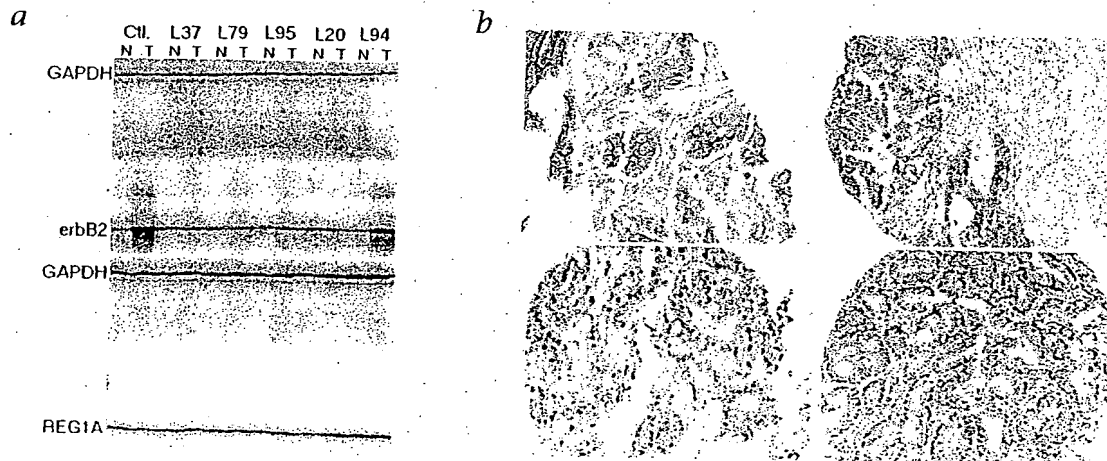 a
Ctl. L37 L79 L95 L20 L94
N T N T N T N T N T N T
GAPDH
erbB2
GAPDH
REG1A
b